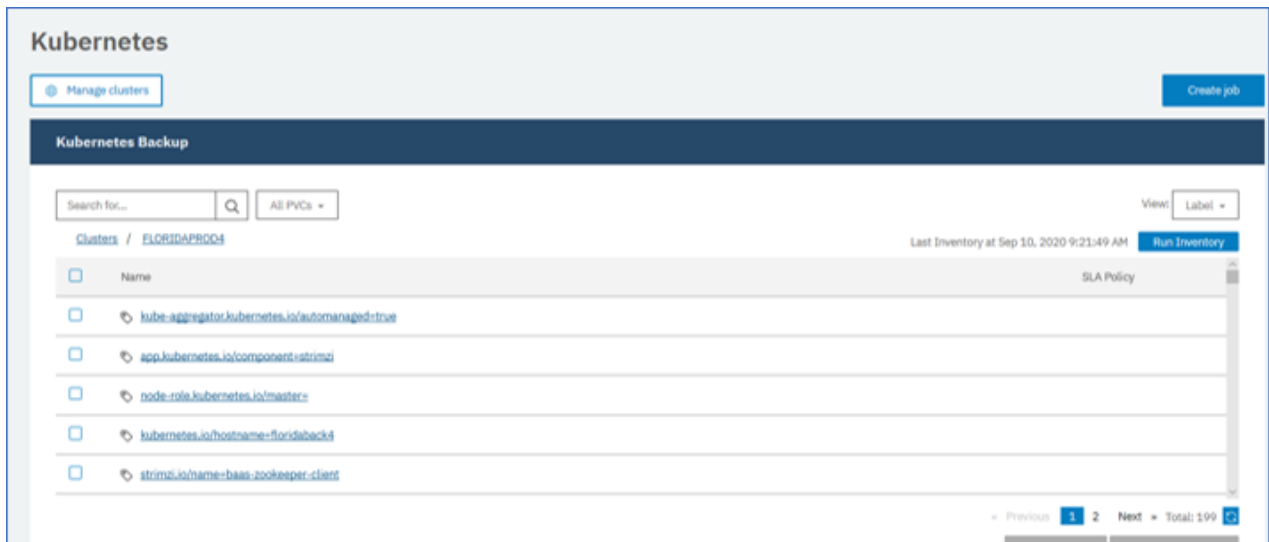 Kubernetes
Manage clusters
Create job
Kubernetes Backup
Search for...
All PVCs
View: Label
Clusters / FLORIDAPROD4
Last Inventory at Sep 10, 2020 9:21:49 AM
Run Inventory
Name
SLA Policy
kube-aggregator.kubernetes.io/automanaged=true
app.kubernetes.io/component=strimzi
node-role.kubernetes.io/master=
kubernetes.io/hostname=floridaback4
strimzi.io/name=baas-zookeeper-client
« Previous 1 2 Next » Total: 199